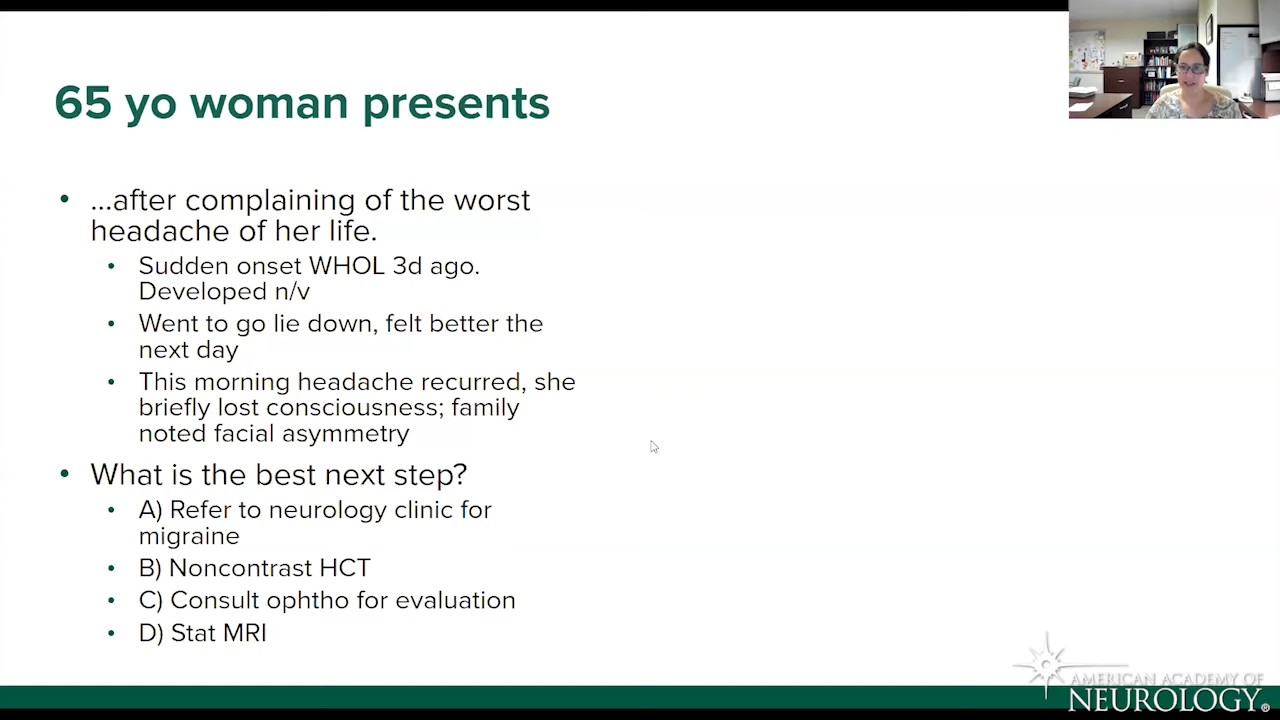 65 yo woman presents
• ...after complaining of the worst
headache of her life.
• Sudden onset WHOL 3d ago.
Developed n/v
• Went to go lie down, felt better the
next day
• This morning headache recurred, she
briefly lost consciousness; family
noted facial asymmetry
• What is the best next step?
• A) Refer to neurology clinic for
migraine
• B) Noncontrast HCT
• C) Consult ophtho for evaluation
• D) Stat MRI
AMERICAN ACADEMY OF
NEUROLOGY®